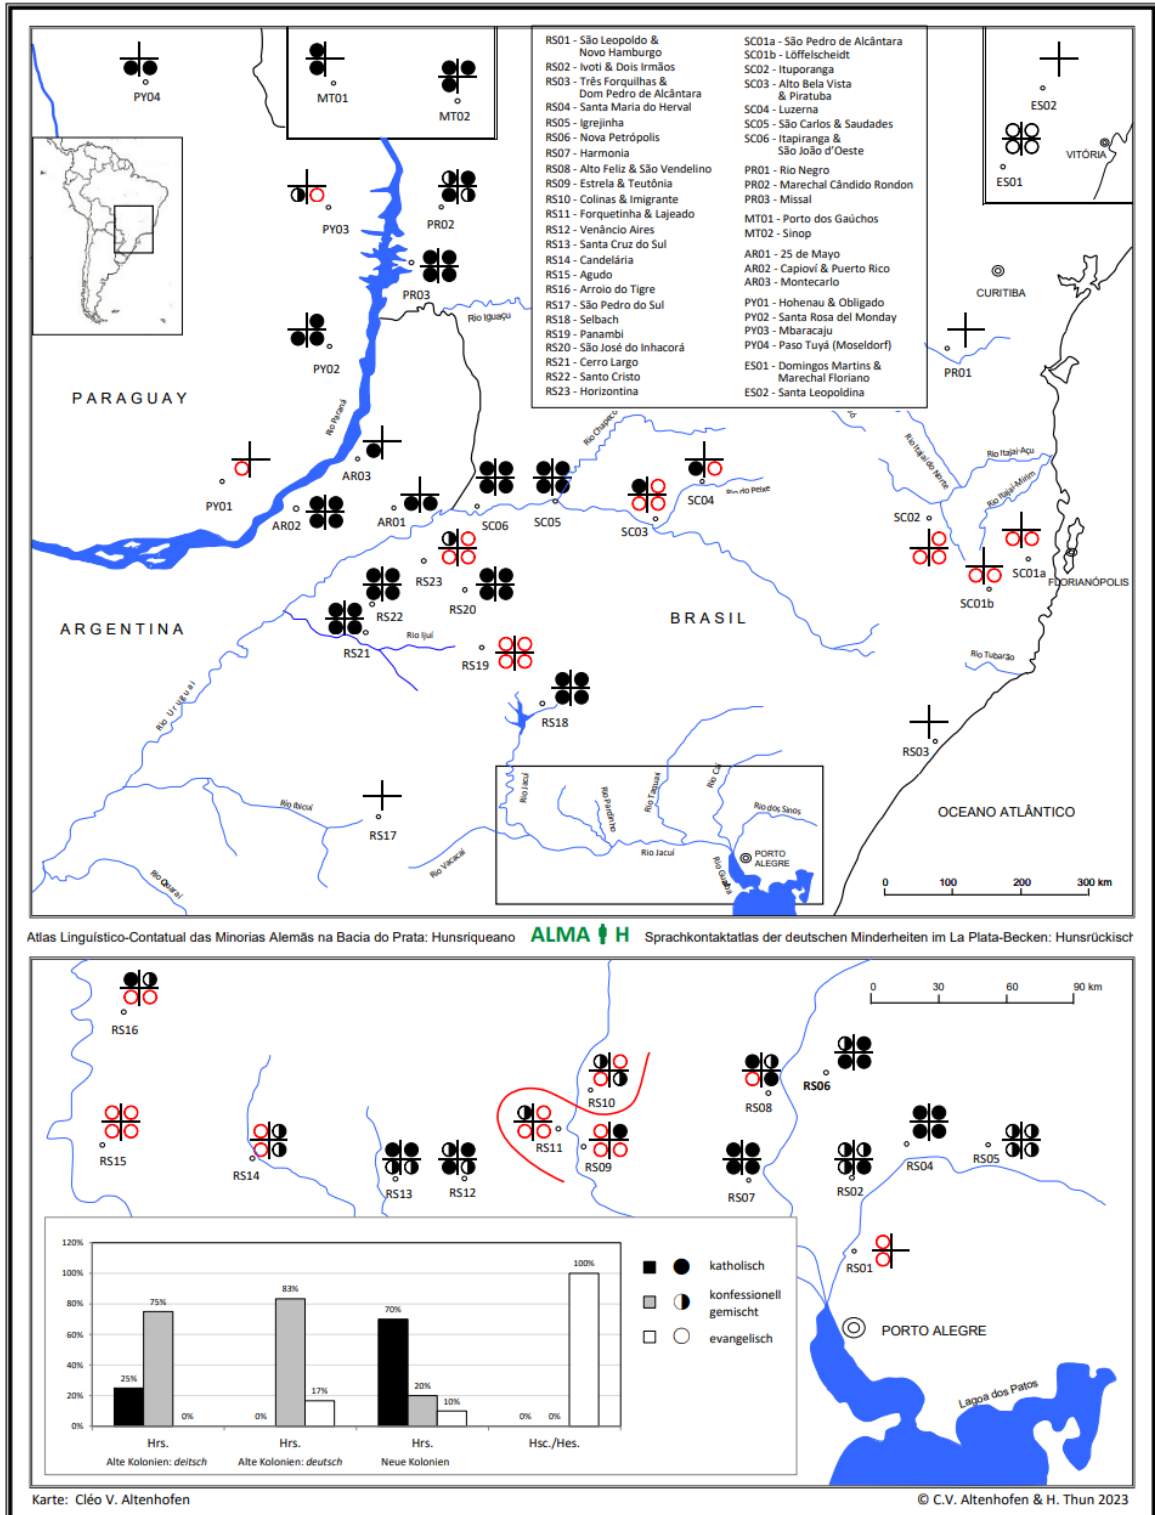 RS01 - São Leopoldo &
Novo Hamburgo
RS02 - Ivoti & Dois Irmãos
RS03 - Três Forquilhas &
Dom Pedro de Alcântara
RS04 - Santa Maria do Herval
RS05 - Igrejinha
RS06 - Nova Petrópolis
RS07 - Harmonia
RS08 - Alto Feliz & São Vendelino
RS09 - Estrela & Teutônia
RS10 - Colinas & Imigrante
RS11 - Forquetinha & Lajeado
RS12 - Venâncio Aires
RS13 - Santa Cruz do Sul
RS14 - Candelária
RS15 - Agudo
RS16 - Arroio do Tigre
RS17 - São Pedro do Sul
RS18 - Selbach
RS19 - Panambi
RS20 - São José do Inhacorá
RS21 - Cerro Largo
RS22 - Santo Cristo
RS23 - Horizontina
SC01a - São Pedro de Alcântara
SC01b - Löffelscheidt
SC02 - Ituporanga
SC03 - Alto Bela Vista
& Piratuba
SC04 - Luzerna
SC05 - São Carlos & Saudades
SC06 - Itapiranga &
São João d'Oeste
PR01 - Rio Negro
PR02 - Marechal Cândido Rondon
PR03 - Missal
MT01 - Porto dos Gaúchos
MT02 - Sinop
AR01 - 25 de Mayo
AR02 - Capioví & Puerto Rico
AR03 - Montecarlo
PY01 - Hohenau & Obligado
PY02 - Santa Rosa del Monday
PY03 - Mbaracaju
PY04 - Paso Tuyá (Moseldorf)
ES01 - Domingos Martins &
Marechal Floriano
ES02 - Santa Leopoldina
PY04
MT01
MT02
ES02
VITÓRIA
ES01
PY03
PR02
PR03
CURITIBA
Rio Iguaçu
PY02
PR01
PARAGUAY
Rio Paraná
Rio Chapecó
AR03
Rio Itajaí do Norte
Rio Itajaí-Açu
PY01
SC04
Rio do Peixe
Rio Itajaí-Mirim
AR02
AR01
SC06
SC05
SC03
SC02
RS23
SC01a
FLORIANÓPOLIS
RS22
RS20
SC01b
ARGENTINA
BRASIL
RS21
Rio Ijuí
RS19
Rio Tubarão
Rio Uruguai
RS18
RS03
Rio Jacuí
Rio Pardinho
Rio Taquari
Rio Caí
Rio Ibicuí
Rio dos Sinos
OCEANO ATLÂNTICO
RS17
Rio Vacacaí
Rio Jacuí
PORTO
ALEGRE
Rio Quaraí
Rio Guaíba
0 100 200 300 km
Atlas Linguístico-Contatual das Minorias Alemãs na Bacia do Prata: Hunsriqueano ALMA H Sprachkontaktatlas der deutschen Minderheiten im La Plata-Becken: Hunsrückisch
0 30 60 90 km
RS16
RS10
RS08
RS06
RS15
RS14
RS11
RS09
RS04
RS05
RS13
RS12
RS07
RS02
RS01
PORTO ALEGRE
Lagoa dos Patos
120%
100%
80%
60%
40%
20%
0%
25%
75%
0%
0%
83%
17%
70%
20%
10%
0%
0%
100%
Hrs.
Alte Kolonien: deitsch
Hrs.
Alte Kolonien: deutsch
Hrs.
Neue Kolonien
Hsc./Hes.
katholisch
konfessionell
gemischt
evangelisch
Karte: Cléo V. Altenhofen
© C.V. Altenhofen & H. Thun 2023